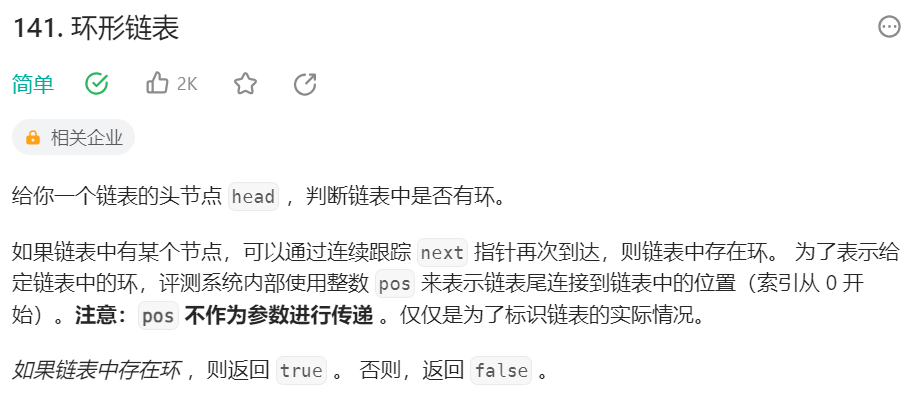 141. 环形链表
简单 2K
相关企业
给你一个链表的头节点 head ，判断链表中是否有环。
如果链表中有某个节点，可以通过连续跟踪 next 指针再次到达，则链表中存在环。 为了表示给
定链表中的环，评测系统内部使用整数 pos 来表示链表尾连接到链表中的位置（索引从 0 开
始）。注意：pos 不作为参数进行传递 。仅仅是为了标识链表的实际情况。
如果链表中存在环 ，则返回 true 。 否则，返回 false 。